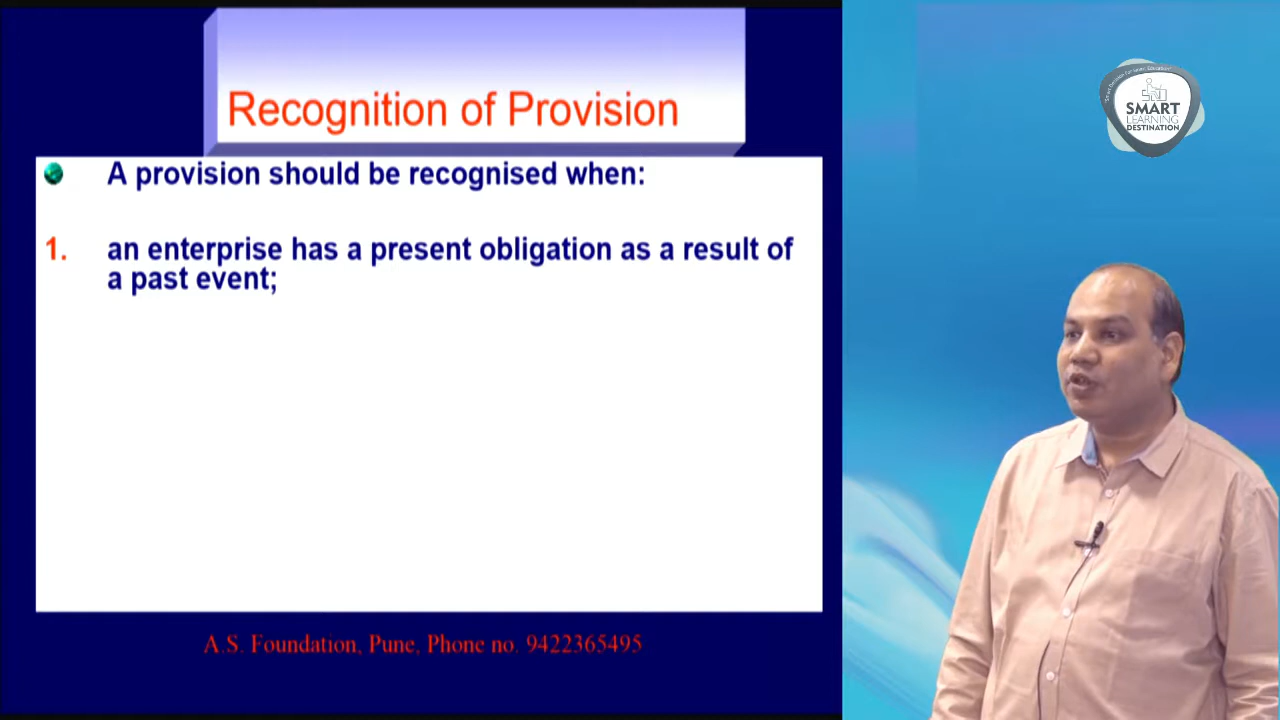 Recognition of Provision
A provision should be recognised when:
1. an enterprise has a present obligation as a result of
a past event;
A.S. Foundation, Pune, Phone no. 9422365495
SMART
LEARNING
DESTINATION